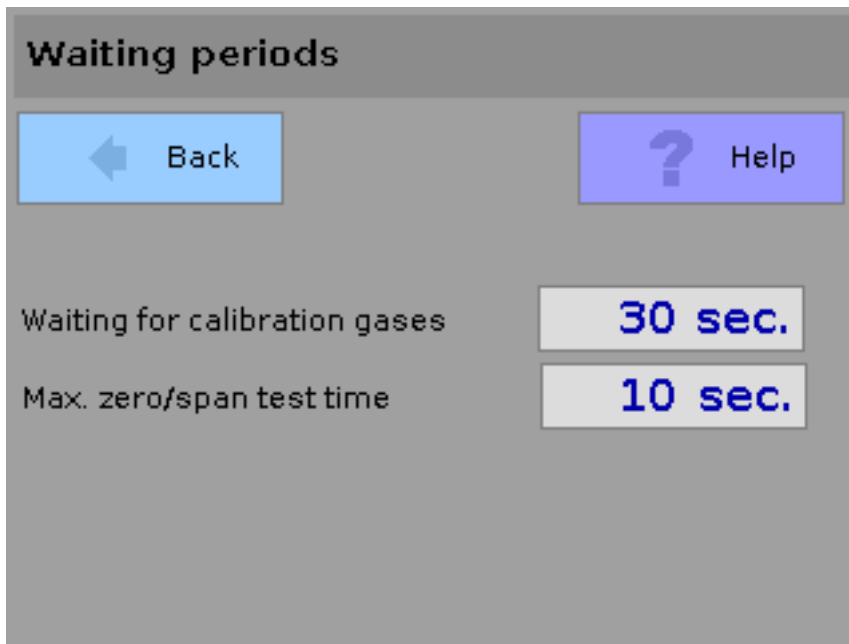 Waiting periods
Back
? Help
Waiting for calibration gases 30 sec.
Max. zero/span test time 10 sec.